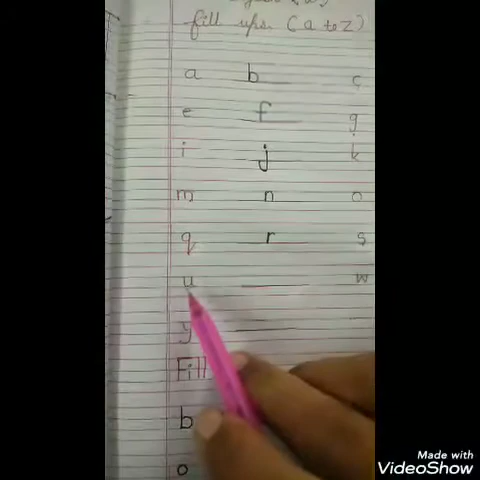 fill ups (a to z)
a b c
e f g
i j k
m n o
q r s
u w
y
Fill
b
o
Made with
VideoShow